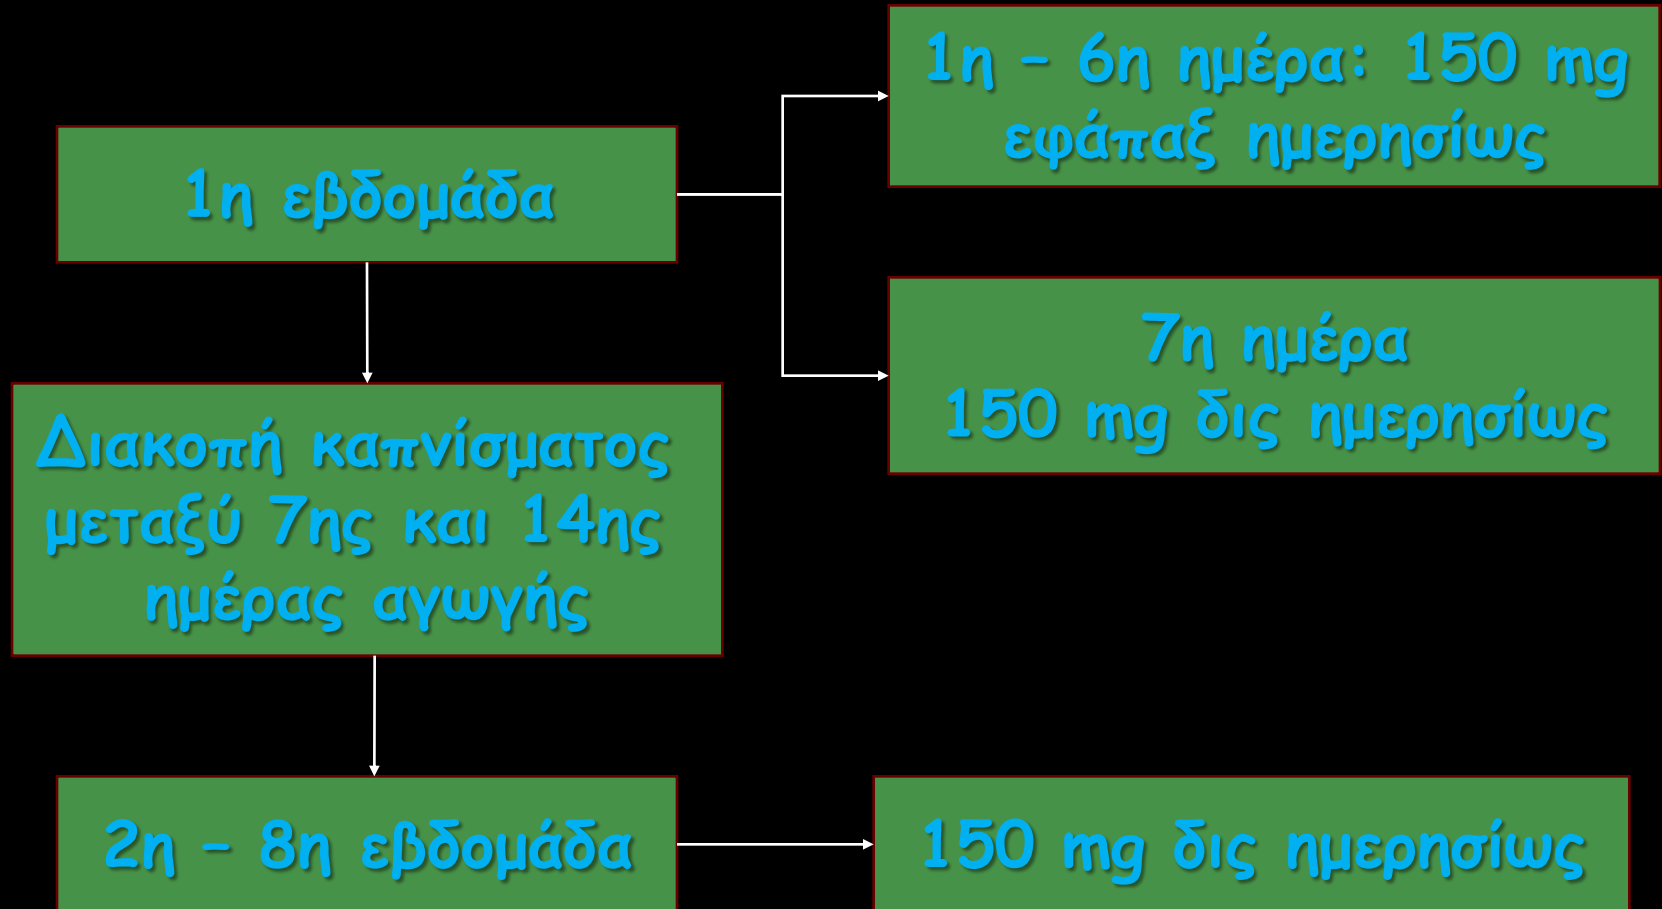 1η εβδομάδα
1η – 6η ημέρα: 150 mg
εφάπαξ ημερησίως
7η ημέρα
150 mg δις ημερησίως
Διακοπή καπνίσματος
μεταξύ 7ης και 14ης
ημέρας αγωγής
2η – 8η εβδομάδα
150 mg δις ημερησίως